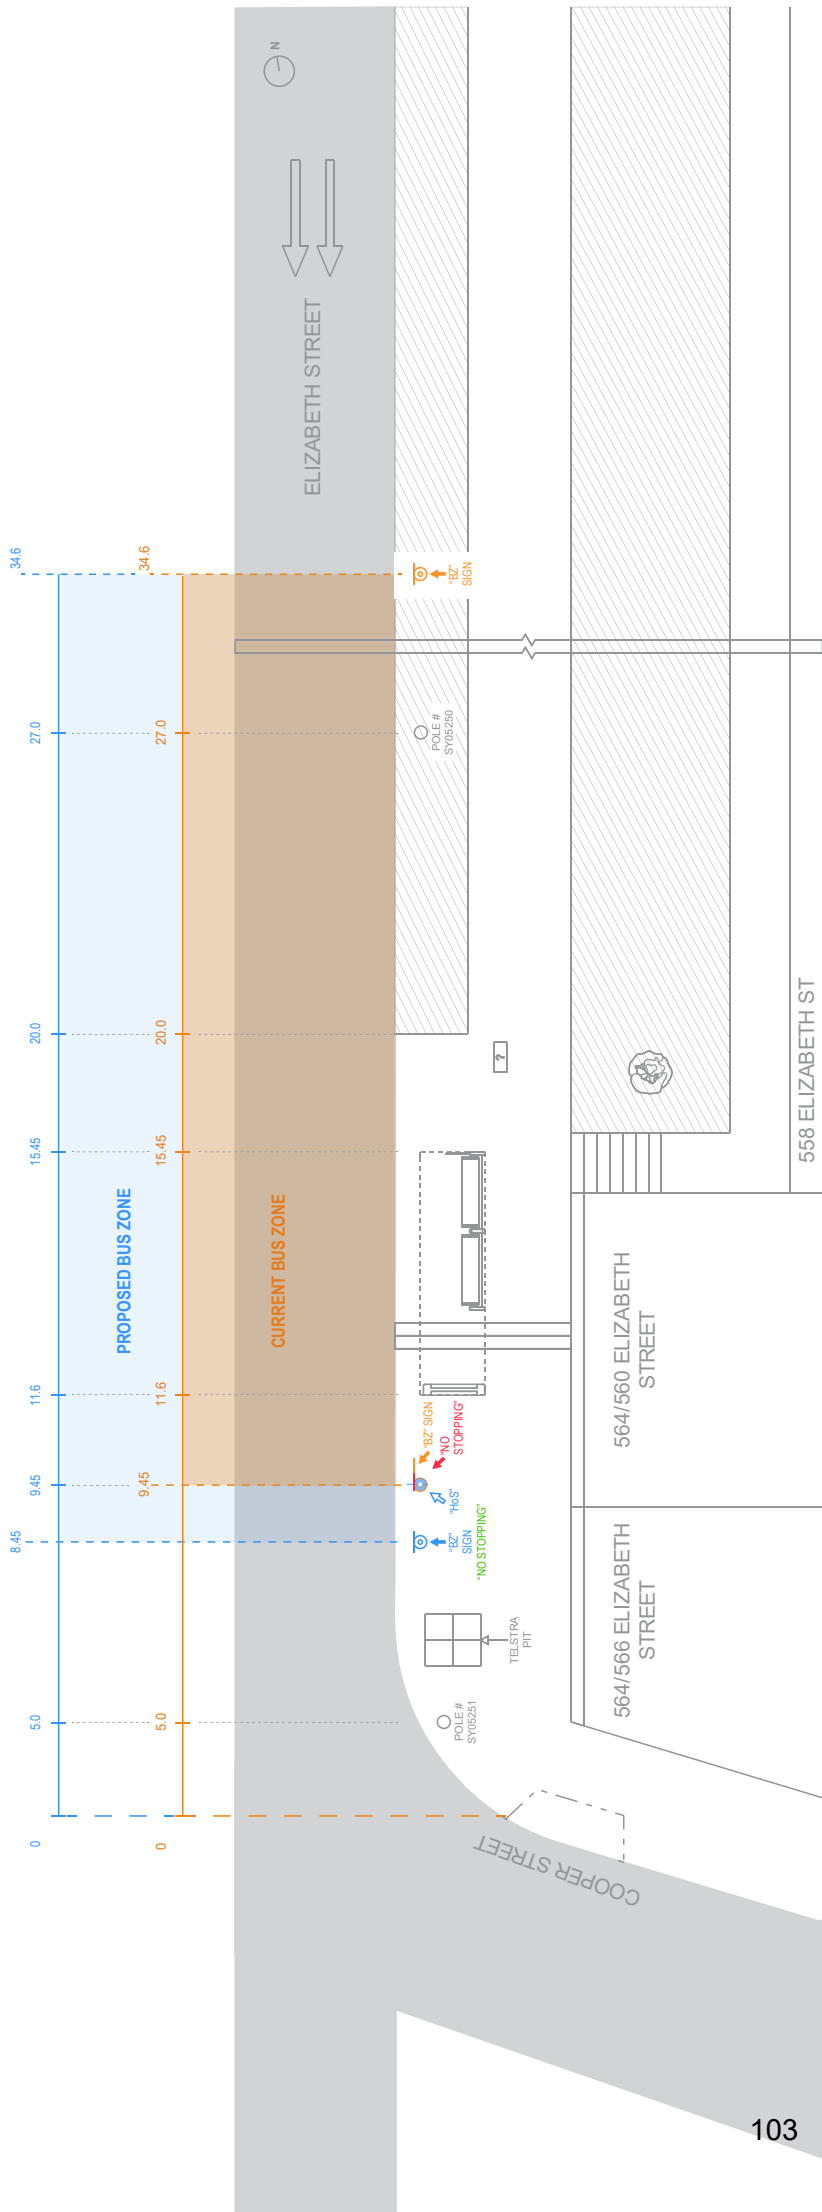 N
ELIZABETH STREET
34.6
27.0
20.0
15.45
11.6
9.45
8.45
5.0
0
34.6
27.0
20.0
15.45
11.6
9.45
5.0
0
PROPOSED BUS ZONE
CURRENT BUS ZONE
"BZ"
SIGN
POLE #
SY05250
?
"BZ" SIGN
"NO
STOPPING"
"HoS"
"BZ"
SIGN
"NO STOPPING"
TELSTRA
PIT
POLE #
SY05251
558 ELIZABETH ST
564/560 ELIZABETH
STREET
564/566 ELIZABETH
STREET
COOPER STREET
103